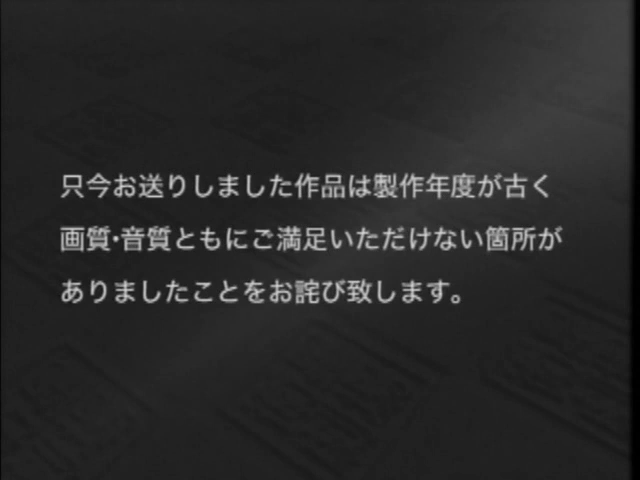 只今お送りしました作品は製作年度が古く
画質・音質ともにご満足いただけない箇所が
ありましたことをお詫び致します。